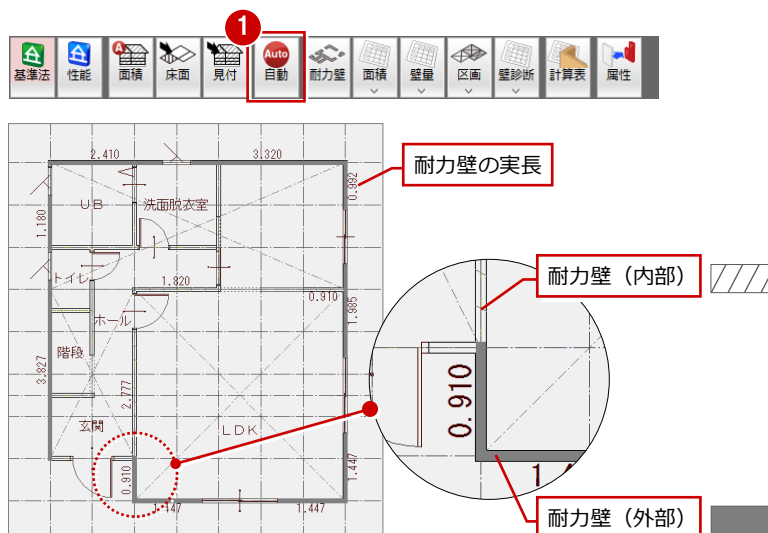 1
A
Auto
基準法 性能 面積 床面 見付 自動 耐力壁 面積 壁量 区画 壁診断 計算表 属性
2.410 3.320
耐力壁の実長
0.992
UB 洗面脱衣室
1.180
耐力壁（内部）
トイレ
1.820
0.910
ホール
1.985
階段
3.827
2.777
0.910
玄関
LDK
0.910
1.447
1.447 1.447
1.4
耐力壁（外部）